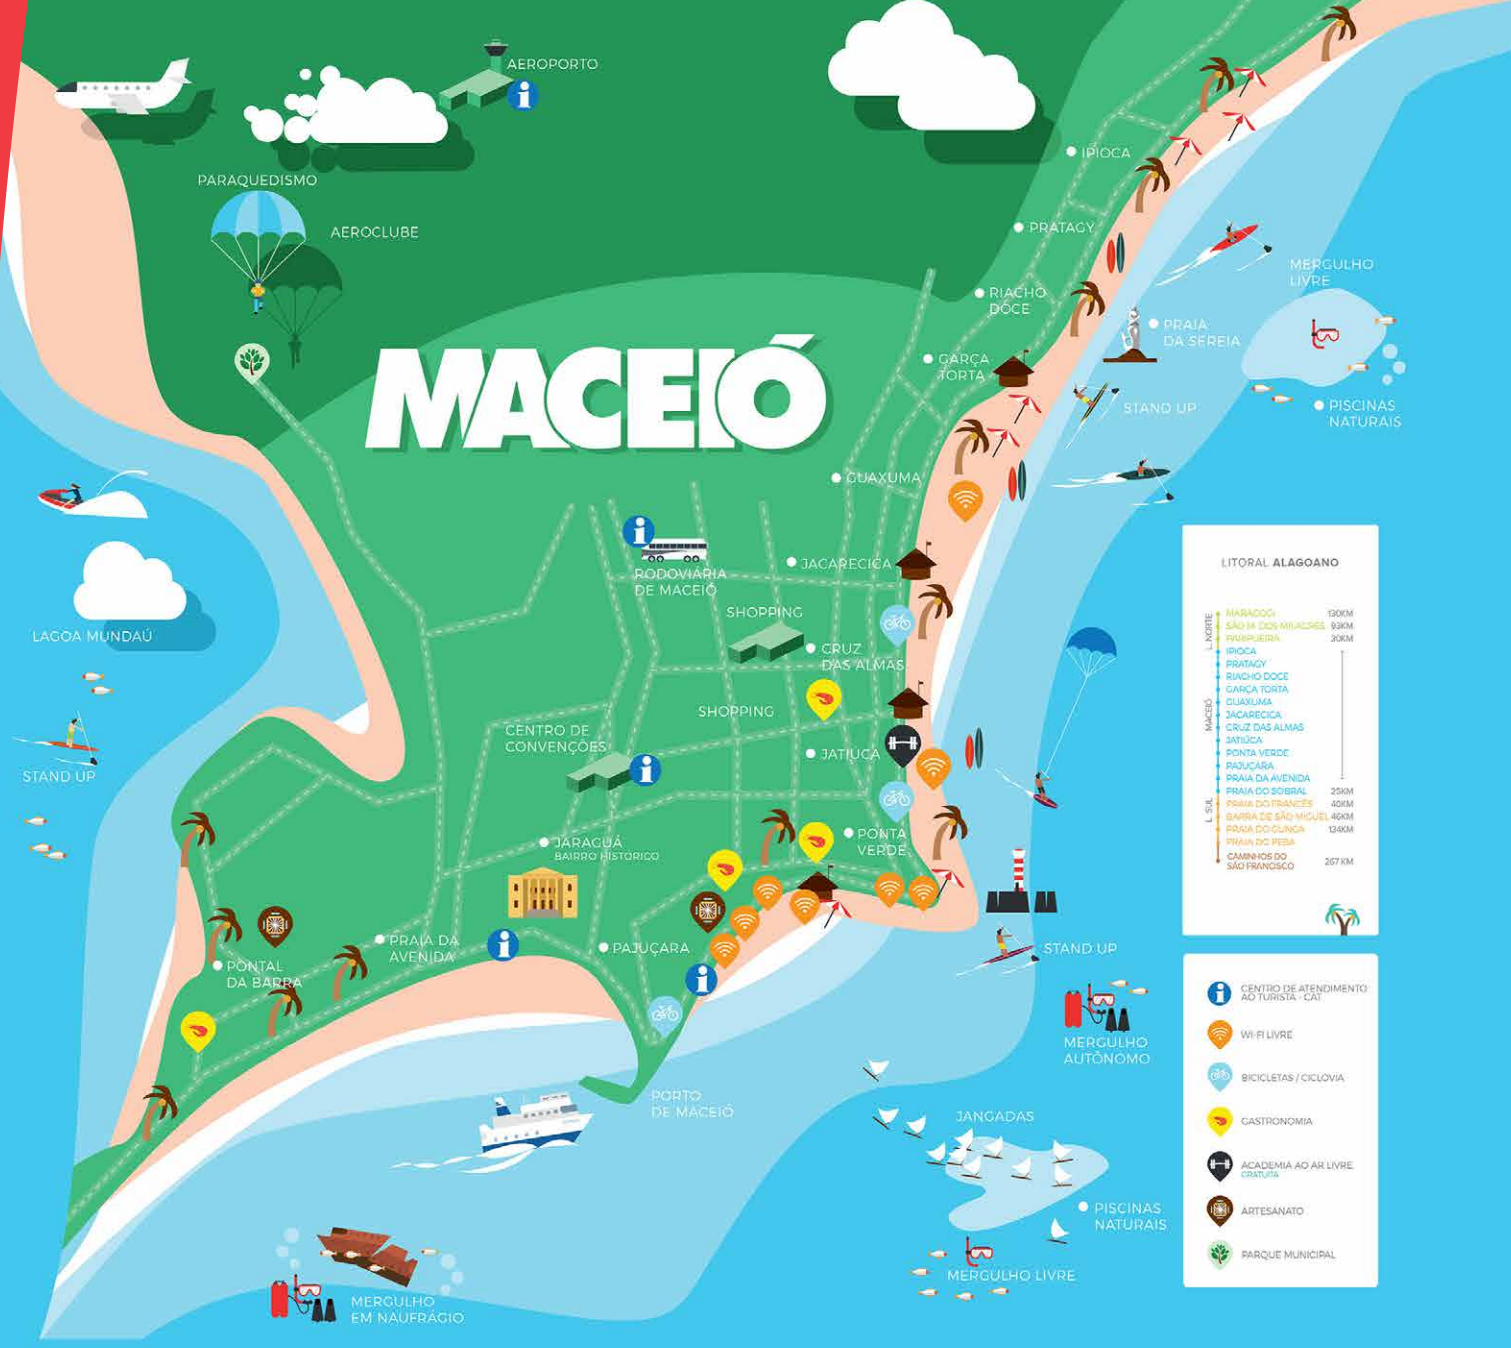 AEROPORTO
PARAQUEDISMO
AEROCLUBE
IPIOCA
PRATAGY
RIACHO
DOCE
MERGULHO
LIVRE
PRAIA
DA SEREIA
GARÇA
TORTA
MACEIÓ
STAND UP
PISCINAS
NATURAIS
GUAXUMA
JACARECICA
RODOVIÁRIA
DE MACEIÓ
SHOPPING
CRUZ
DAS ALMAS
LAGOA MUNDAÚ
SHOPPING
CENTRO DE
CONVENÇÕES
JATIÚCA
STAND UP
PONTA
VERDE
JARAGUÁ
BAIRRO HISTÓRICO
PRAIA DA
AVENIDA
PAJUÇARA
STAND UP
PONTAL
DA BARRA
MERGULHO
AUTÔNOMO
PORTO
DE MACEIÓ
JANGADAS
PISCINAS
NATURAIS
MERGULHO LIVRE
MERGULHO
EM NAUFRÁGIO
LITORAL ALAGOANO
L. NORTE
MARAGOGI 130KM
SÃO M. DOS MILAGRES 93KM
PARIPUEIRA 30KM
MACEIÓ
IPIOCA
PRATAGY
RIACHO DOCE
GARÇA TORTA
GUAXUMA
JACARECICA
CRUZ DAS ALMAS
JATIÚCA
PONTA VERDE
PAJUÇARA
PRAIA DA AVENIDA
PRAIA DO SOBRAL 25KM
L. SUL
PRAIA DO FRANCÊS 40KM
BARRA DE SÃO MIGUEL 46KM
PRAIA DO GUNGA 134KM
PRAIA DO PEBA
CAMINHOS DO
SÃO FRANCISCO 267 KM
CENTRO DE ATENDIMENTO
AO TURISTA - CAT
WI-FI LIVRE
BICICLETAS / CICLOVIA
GASTRONOMIA
ACADEMIA AO AR LIVRE
GRATUITA
ARTESANATO
PARQUE MUNICIPAL